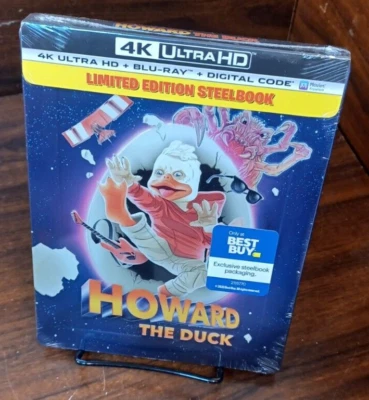 4K ULTRA HD
4K ULTRA HD + BLU-RAY + DIGITAL CODE
LIMITED EDITION STEELBOOK
Only at
BEST
BUY
Exclusive steelbook
packaging.
HOWARD
THE DUCK